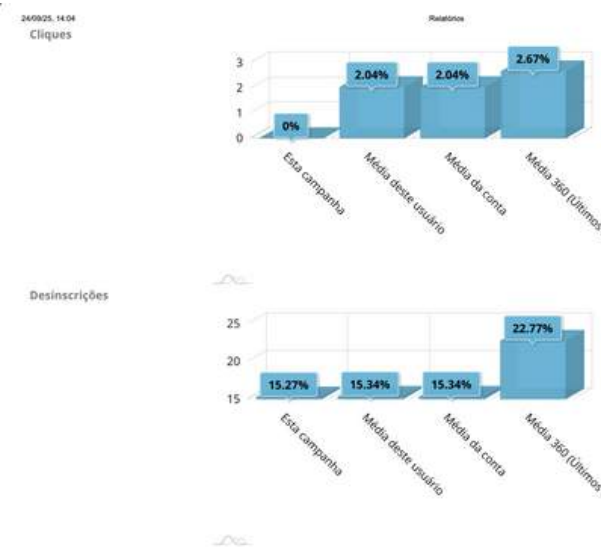 24/09/25, 14:04
Relatórios
Cliques
3
2
1
0
0%
2.04%
2.04%
2.67%
Esta campanha
Média deste usuário
Média da conta
Média 360 (Últimos
Desinscrições
25
20
15
15.27%
15.34%
15.34%
22.77%
Esta campanha
Média deste usuário
Média da conta
Média 360 (Últimos